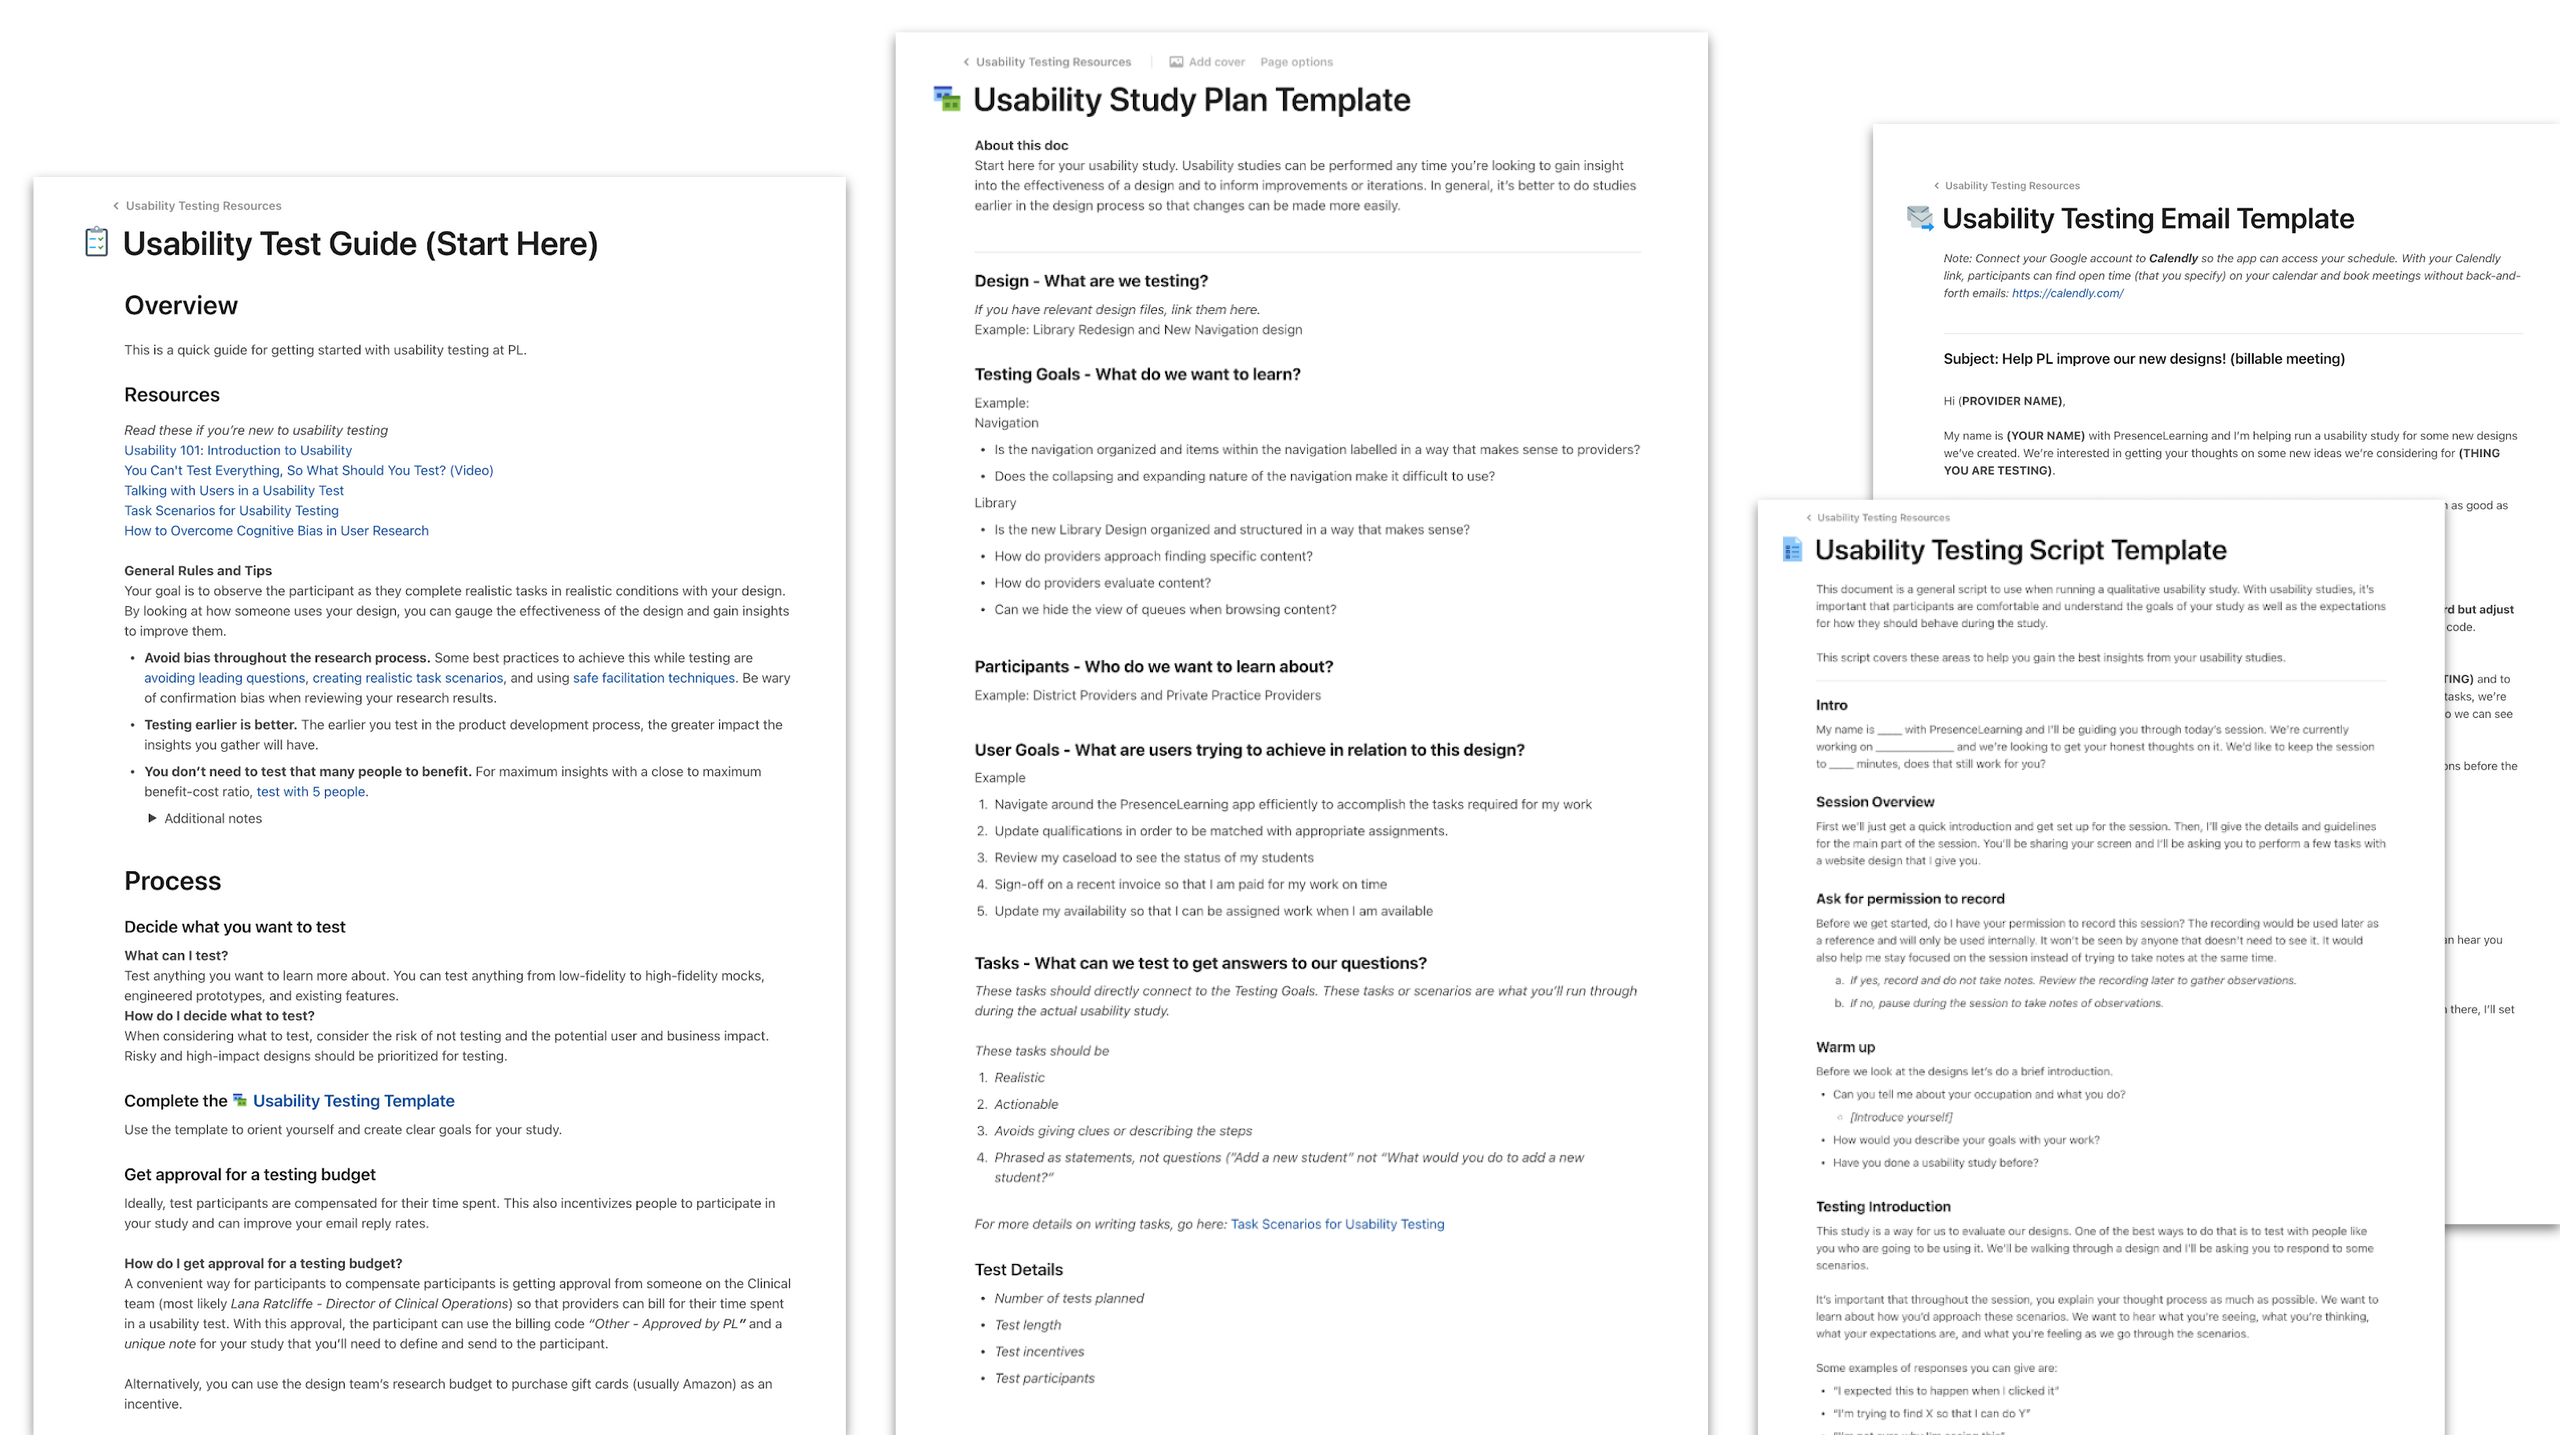 Usability Testing Resources
Usability Test Guide (Start Here)
Overview
This is a quick guide for getting started with usability testing at PL.
Resources
Read these if you're new to usability testing
Usability 101: Introduction to Usability
You Can't Test Everything, So What Should You Test? (Video)
Talking with Users in a Usability Test
Task Scenarios for Usability Testing
How to Overcome Cognitive Bias in User Research
General Rules and Tips
Your goal is to observe the participant as they complete realistic tasks in realistic conditions with your design.
By looking at how someone uses your design, you can gauge the effectiveness of the design and gain insights
to improve them.
• Avoid bias throughout the research process. Some best practices to achieve this while testing are
avoiding leading questions, creating realistic task scenarios, and using safe facilitation techniques. Be wary
of confirmation bias when reviewing your research results.
• Testing earlier is better. The earlier you test in the product development process, the greater impact the
insights you gather will have.
• You don't need to test that many people to benefit. For maximum insights with a close to maximum
benefit-cost ratio, test with 5 people.
Additional notes
Process
Decide what you want to test
What can I test?
Test anything you want to learn more about. You can test anything from low-fidelity to high-fidelity mocks,
engineered prototypes, and existing features.
How do I decide what to test?
When considering what to test, consider the risk of not testing and the potential user and business impact.
Risky and high-impact designs should be prioritized for testing.
Complete the Usability Testing Template
Use the template to orient yourself and create clear goals for your study.
Get approval for a testing budget
Ideally, test participants are compensated for their time spent. This also incentivizes people to participate in
your study and can improve your email reply rates.
How do I get approval for a testing budget?
A convenient way for participants to compensate participants is getting approval from someone on the Clinical
team (most likely Lana Ratcliffe - Director of Clinical Operations) so that providers can bill for their time spent
in a usability test. With this approval, the participant can use the billing code “Other - Approved by PL” and a
unique note for your study that you'll need to define and send to the participant.
Alternatively, you can use the design team's research budget to purchase gift cards (usually Amazon) as an
incentive.
Usability Testing Resources
Add cover
Page options
Usability Study Plan Template
About this doc
Start here for your usability study. Usability studies can be performed any time you're looking to gain insight
into the effectiveness of a design and to inform improvements or iterations. In general, it's better to do studies
earlier in the design process so that changes can be made more easily.
Design - What are we testing?
If you have relevant design files, link them here.
Example: Library Redesign and New Navigation design
Testing Goals - What do we want to learn?
Example:
Navigation
• Is the navigation organized and items within the navigation labelled in a way that makes sense to providers?
• Does the collapsing and expanding nature of the navigation make it difficult to use?
Library
• Is the new Library Design organized and structured in a way that makes sense?
• How do providers approach finding specific content?
• How do providers evaluate content?
• Can we hide the view of queues when browsing content?
Participants - Who do we want to learn about?
Example: District Providers and Private Practice Providers
User Goals - What are users trying to achieve in relation to this design?
Example
1. Navigate around the PresenceLearning app efficiently to accomplish the tasks required for my work
2. Update qualifications in order to be matched with appropriate assignments.
3. Review my caseload to see the status of my students
4. Sign-off on a recent invoice so that I am paid for my work on time
5. Update my availability so that I can be assigned work when I am available
Tasks - What can we test to get answers to our questions?
These tasks should directly connect to the Testing Goals. These tasks or scenarios are what you'll run through
during the actual usability study.
These tasks should be
1. Realistic
2. Actionable
3. Avoids giving clues or describing the steps
4. Phrased as statements, not questions (“Add a new student” not “What would you do to add a new
student?”
For more details on writing tasks, go here: Task Scenarios for Usability Testing
Test Details
• Number of tests planned
• Test length
• Test incentives
• Test participants
Usability Testing Resources
Usability Testing Email Template
Note: Connect your Google account to Calendly so the app can access your schedule. With your Calendly
link, participants can find open time (that you specify) on your calendar and book meetings without back-and-
forth emails: https://calendly.com/
Subject: Help PL improve our new designs! (billable meeting)
Hi (PROVIDER NAME),
My name is (YOUR NAME) with PresenceLearning and I'm helping run a usability study for some new designs
we've created. We're interested in getting your thoughts on some new ideas we're considering for (THING
YOU ARE TESTING).
as good as
but adjust
code.
and to
tasks, we're
we can see
before the
hear you
there, I'll set
Usability Testing Resources
Usability Testing Script Template
This document is a general script to use when running a qualitative usability study. With usability studies, it's
important that participants are comfortable and understand the goals of your study as well as the expectations
for how they should behave during the study.
This script covers these areas to help you gain the best insights from your usability studies.
Intro
My name is ____ with PresenceLearning and I'll be guiding you through today's session. We're currently
working on ____________ and we're looking to get your honest thoughts on it. We'd like to keep the session
to ____ minutes, does that still work for you?
Session Overview
First we'll just get a quick introduction and get set up for the session. Then, I'll give the details and guidelines
for the main part of the session. You'll be sharing your screen and I'll be asking you to perform a few tasks with
a website design that I give you.
Ask for permission to record
Before we get started, do I have your permission to record this session? The recording would be used later as
a reference and will only be used internally. It won't be seen by anyone that doesn't need to see it. It would
also help me stay focused on the session instead of trying to take notes at the same time.
a. If yes, record and do not take notes. Review the recording later to gather observations.
b. If no, pause during the session to take notes of observations.
Warm up
Before we look at the designs let's do a brief introduction.
• Can you tell me about your occupation and what you do?
◦ [Introduce yourself]
• How would you describe your goals with your work?
• Have you done a usability study before?
Testing Introduction
This study is a way for us to evaluate our designs. One of the best ways to do that is to test with people like
you who are going to be using it. We'll be walking through a design and I'll be asking you to respond to some
scenarios.
It's important that throughout the session, you explain your thought process as much as possible. We want to
learn about how you'd approach these scenarios. We want to hear what you're seeing, what you're thinking,
what your expectations are, and what you're feeling as we go through the scenarios.
Some examples of responses you can give are:
• “I expected this to happen when I clicked it”
• “I'm trying to find X so that I can do Y”